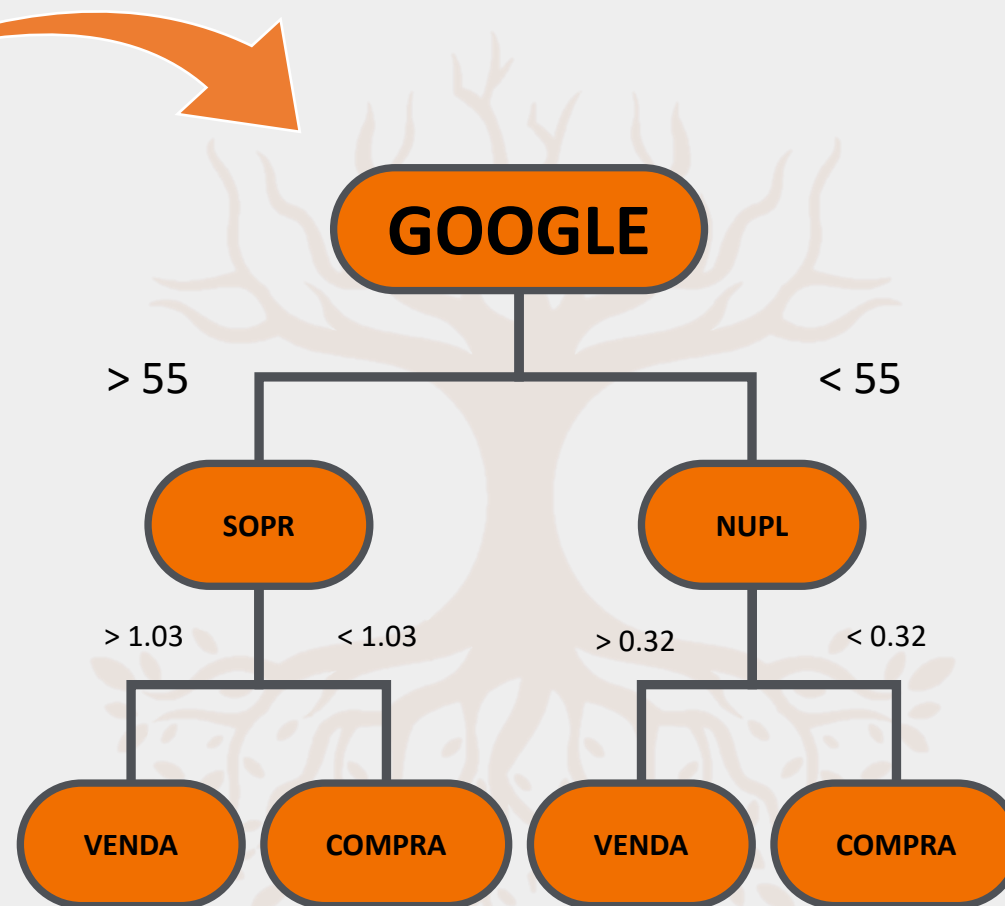 GOOGLE
> 55
< 55
SOPR
NUPL
> 1.03
< 1.03
> 0.32
< 0.32
VENDA
COMPRA
VENDA
COMPRA